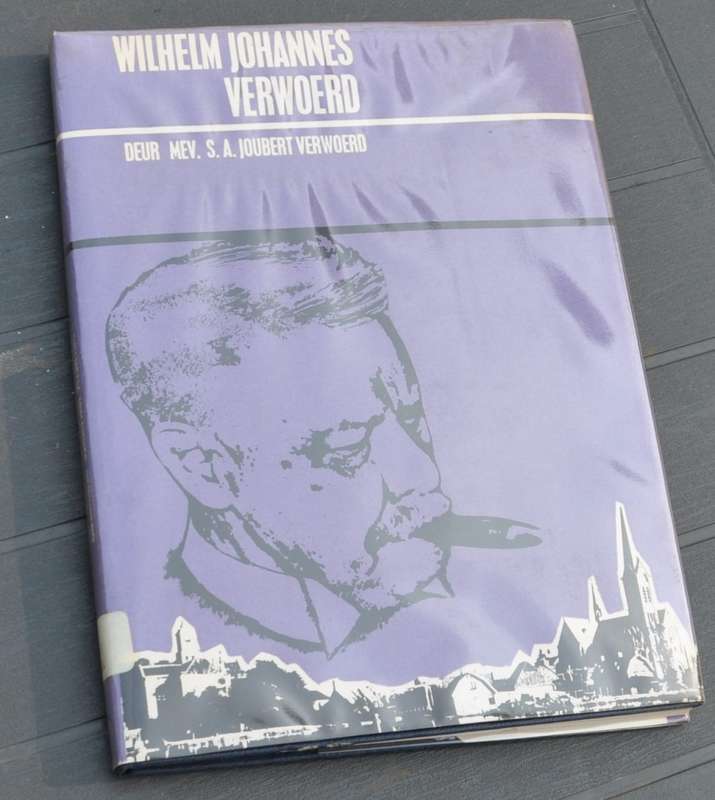 WILHELM JOHANNES
VERWOERD
DEUR MEV. S. A. JOUBERT VERWOERD